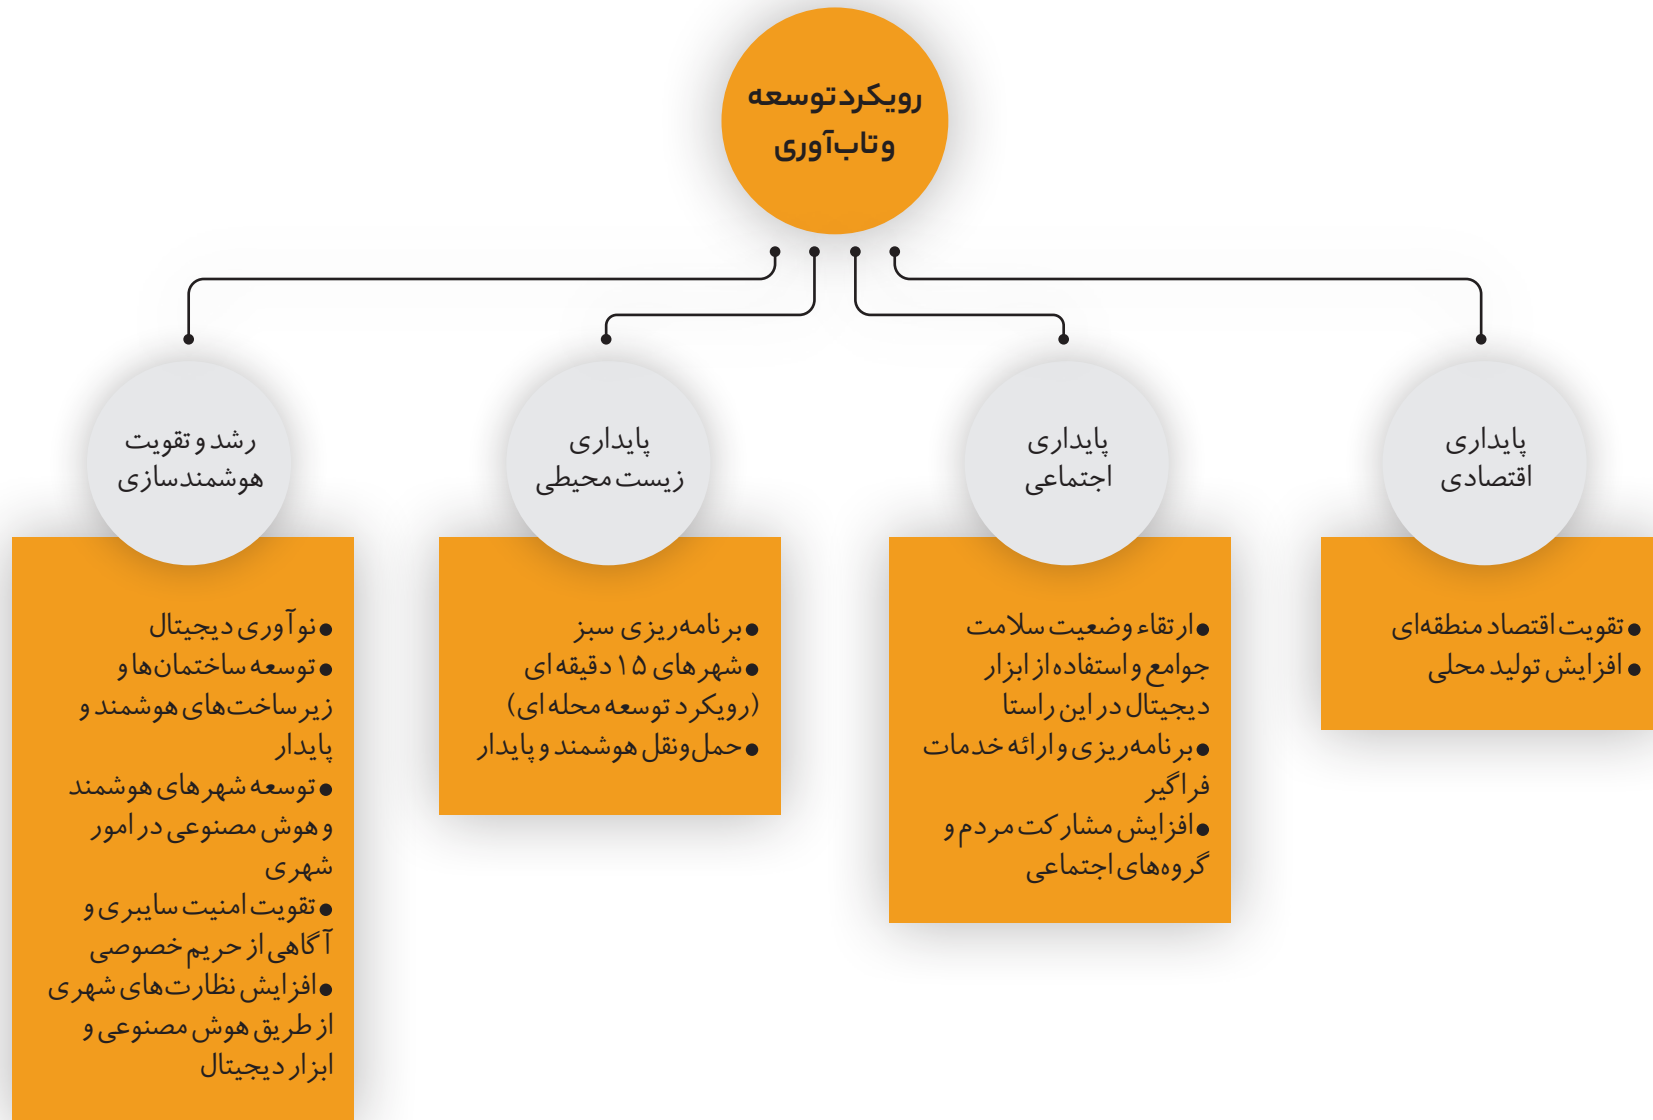 رویکرد توسعه
و تاب‌آوری
پایداری
اقتصادی
●تقویت اقتصاد منطقه‌ای
● افزایش تولید محلی
پایداری
اجتماعی
●ارتقاء وضعیت سلامت
جوامع و استفاده از ابزار
دیجیتال در این راستا
●برنامه‌ریزی و ارائه خدمات
فراگیر
●افزایش مشارکت مردم و
گروه‌های اجتماعی
پایداری
زیست محیطی
●برنامه‌ریزی سبز
●شهرهای ۱۵ دقیقه ای
(رویکرد توسعه محله ای)
●حمل‌ونقل هوشمند و پایدار
رشد و تقویت
هوشمندسازی
●نوآوری دیجیتال
●توسعه ساختمان‌ها و
زیرساخت‌های هوشمند و
پایدار
●توسعه شهرهای هوشمند
و هوش مصنوعی در امور
شهری
●تقویت امنیت سایبری و
آگاهی از حریم خصوصی
●افزایش نظارت‌های شهری
از طریق هوش مصنوعی و
ابزار دیجیتال